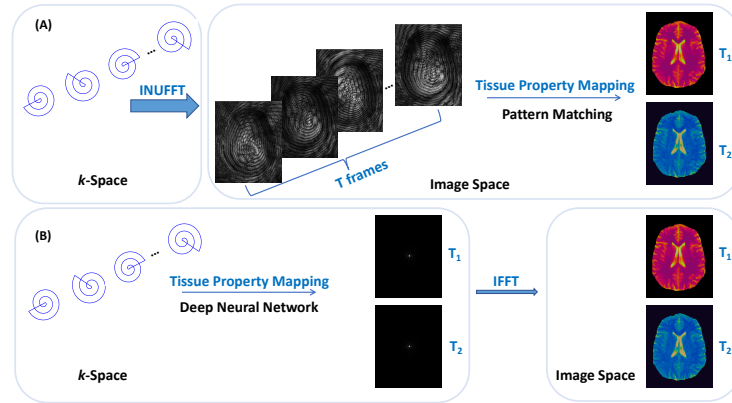 (A)
...
INUFFT
k-Space
...
T frames
Tissue Property Mapping
Pattern Matching
Image Space
T1
T2
(B)
...
Tissue Property Mapping
Deep Neural Network
k-Space
T1
T2
IFFT
Image Space
T1
T2